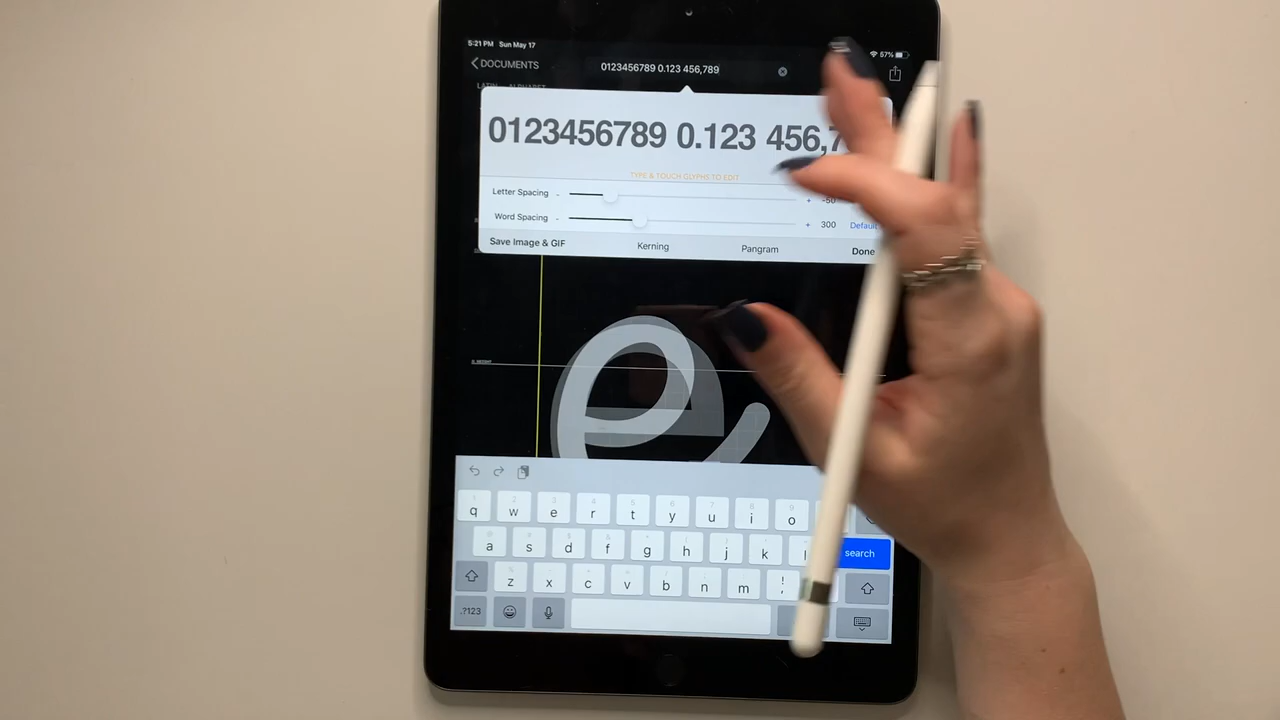 5:21 PM Sun May 17
57%
DOCUMENTS
0123456789 0.123 456,789
0123456789 0.123 456,7
TYPE & TOUCH GLYPHS TO EDIT
Letter Spacing - + -50
Word Spacing - + 300 Default
Save Image & GIF Kerning Pangram Done
q w e r t y u i o
a s d f g h j k l search
z x c v b n m ! ,
.?123